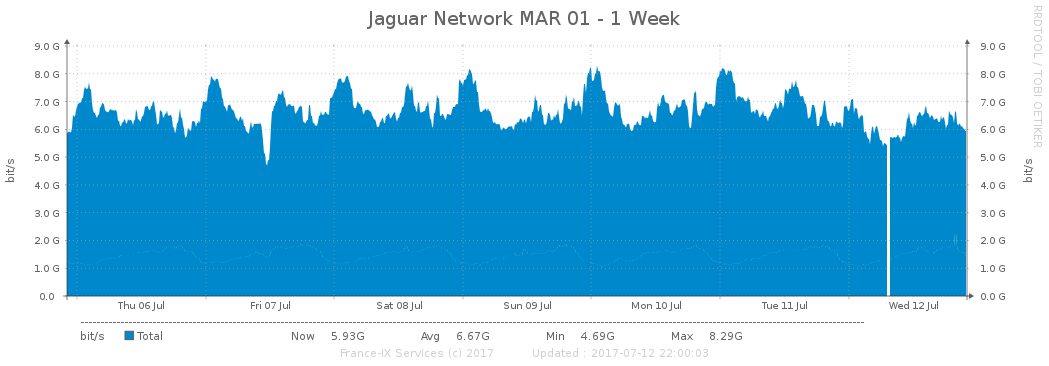 Jaguar Network MAR 01 - 1 Week
RRDTOOL / TOBI OETIKER
9.0 G 9.0 G
8.0 G 8.0 G
7.0 G 7.0 G
6.0 G 6.0 G
5.0 G 5.0 G
4.0 G 4.0 G
3.0 G 3.0 G
2.0 G 2.0 G
1.0 G 1.0 G
0.0 0.0 G
bit/s bit/s
Thu 06 Jul Fri 07 Jul Sat 08 Jul Sun 09 Jul Mon 10 Jul Tue 11 Jul Wed 12 Jul
bit/s Total Now 5.93G Avg 6.67G Min 4.69G Max 8.29G
France-IX Services (c) 2017 Updated : 2017-07-12 22:00:03